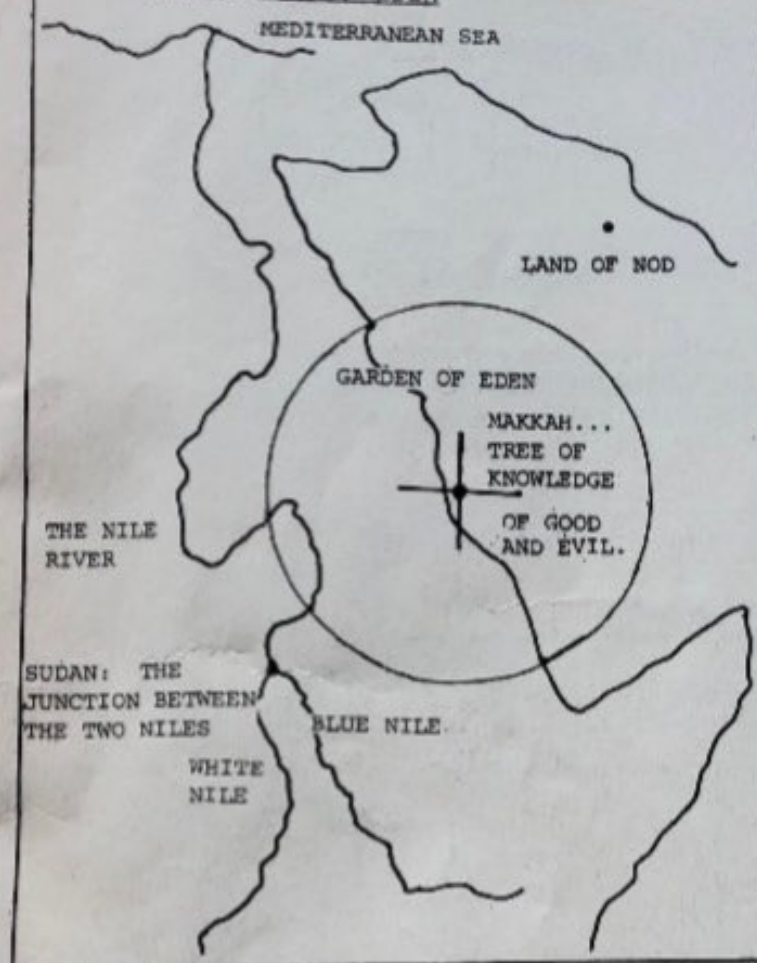 MEDITERRANEAN SEA
LAND OF NOD
GARDEN OF EDEN
MAKKAH...
TREE OF
KNOWLEDGE
OF GOOD
AND EVIL.
THE NILE
RIVER
SUDAN: THE
JUNCTION BETWEEN
THE TWO NILES
BLUE NILE
WHITE
NILE